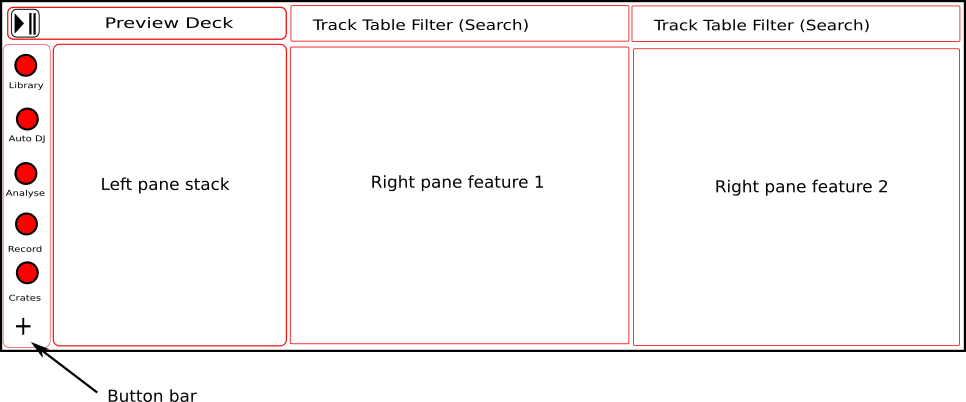 Preview Deck
Track Table Filter (Search)
Track Table Filter (Search)
Library
Auto DJ
Analyse
Record
Crates
+
Left pane stack
Right pane feature 1
Right pane feature 2
Button bar